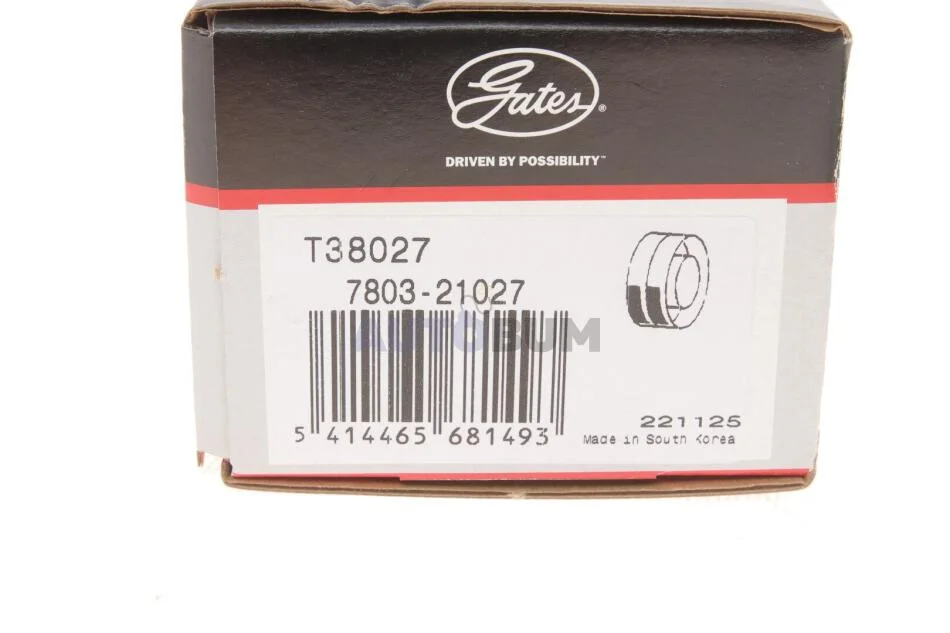 Gates®
DRIVEN BY POSSIBILITY™
T38027
7803-21027
AUTOBUM
5 414465 681493
221125
Made in South Korea